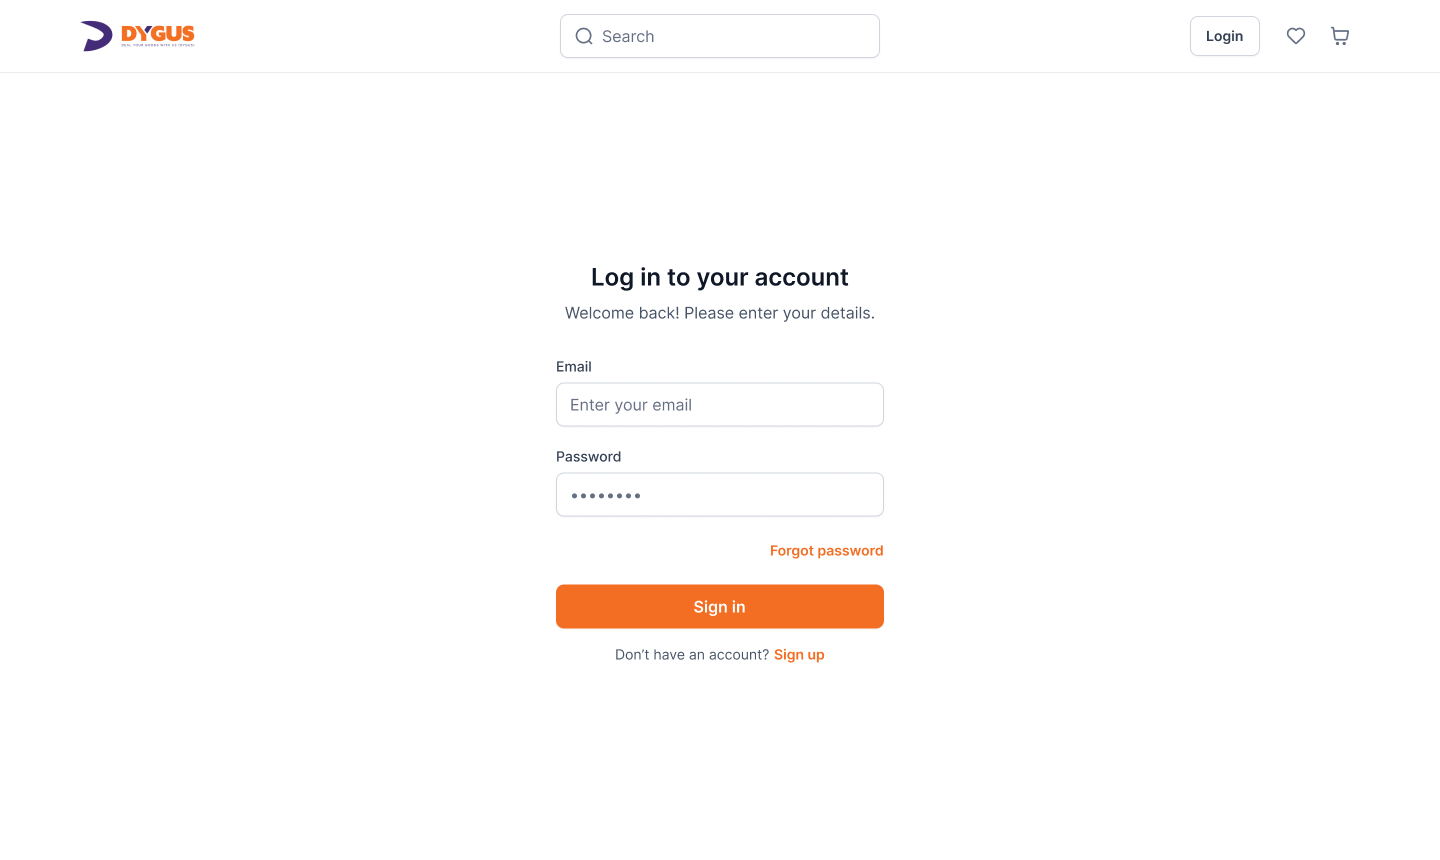 DYGUS
Search
Login
Log in to your account
Welcome back! Please enter your details.
Email
Enter your email
Password
••••••••
Forgot password
Sign in
Don’t have an account? Sign up